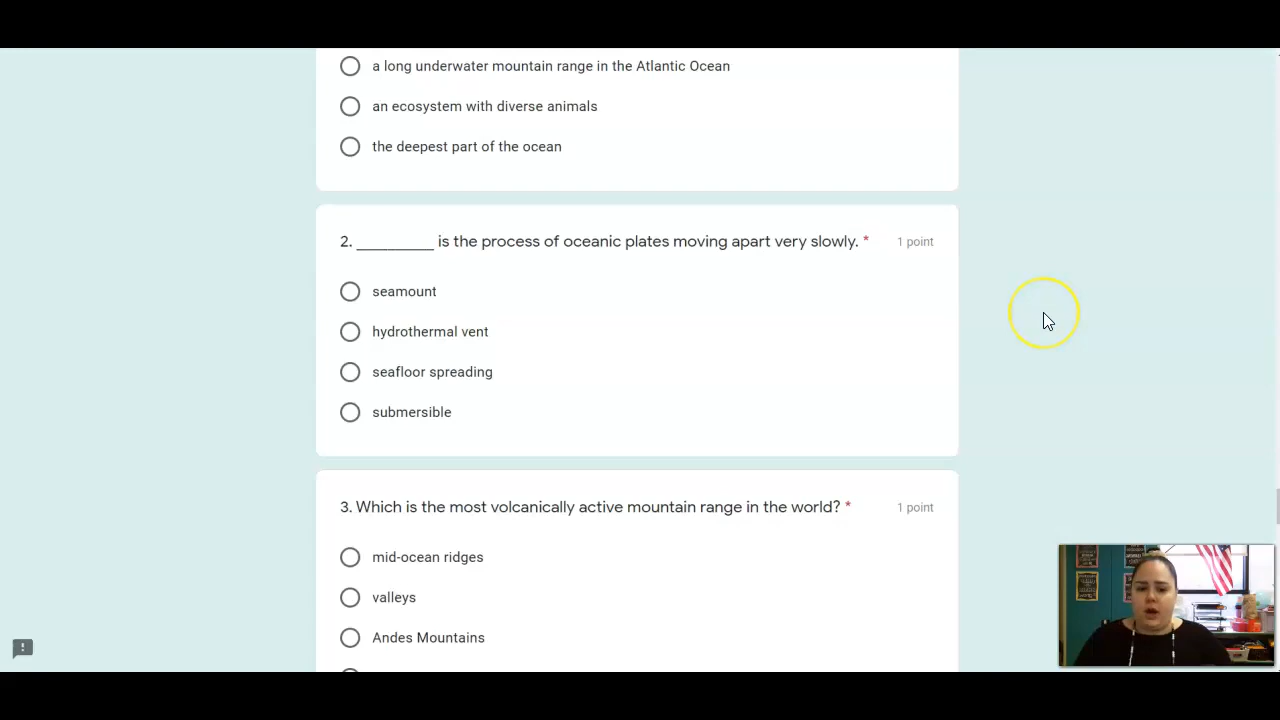 a long underwater mountain range in the Atlantic Ocean
an ecosystem with diverse animals
the deepest part of the ocean
2. __________ is the process of oceanic plates moving apart very slowly. * 1 point
seamount
hydrothermal vent
seafloor spreading
submersible
3. Which is the most volcanically active mountain range in the world? * 1 point
mid-ocean ridges
valleys
Andes Mountains